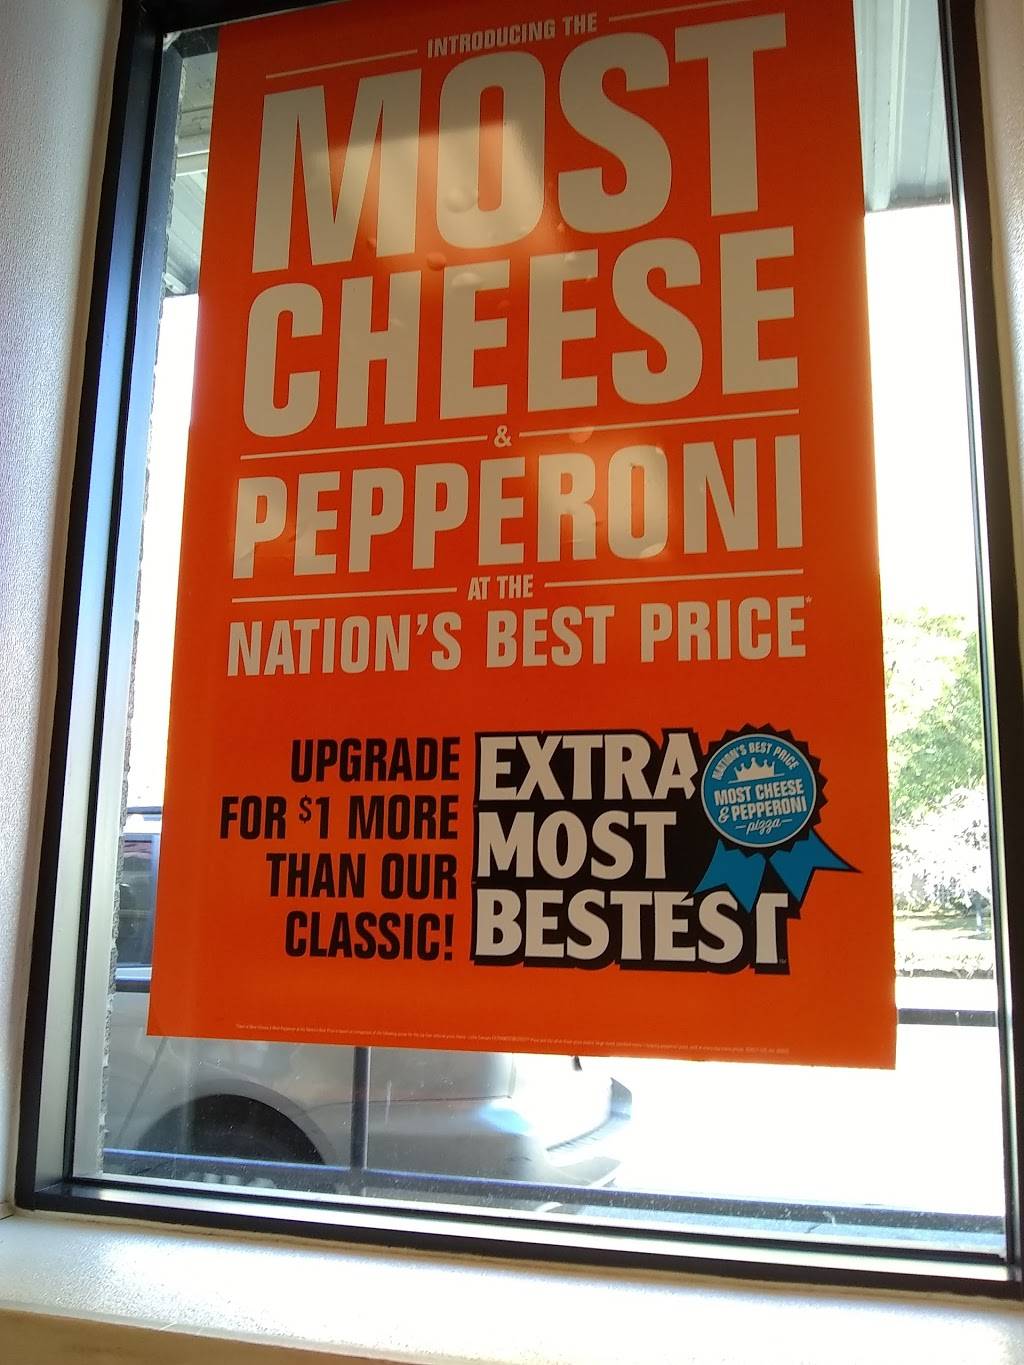 INTRODUCING THE
MOST
CHEESE
&
PEPPERONI
AT THE
NATION'S BEST PRICE*
UPGRADE
FOR $1 MORE
THAN OUR
CLASSIC!
EXTRA
MOST
BESTEST
NATION'S BEST PRICE
MOST CHEESE
& PEPPERONI
-pizza-